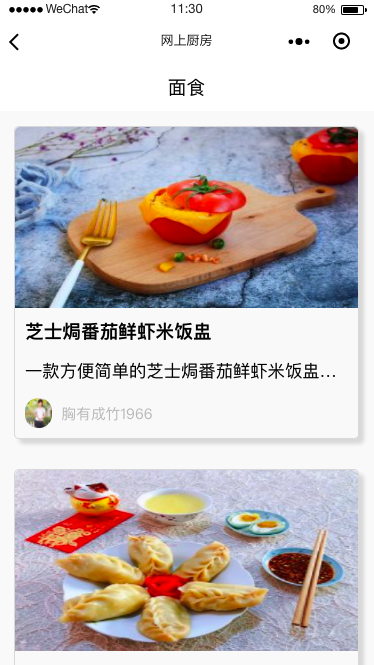 ●●●●● WeChat 11:30 80%
网上厨房
面食
芝士焗番茄鲜虾米饭盅
一款方便简单的芝士焗番茄鲜虾米饭盅...
胸有成竹1966